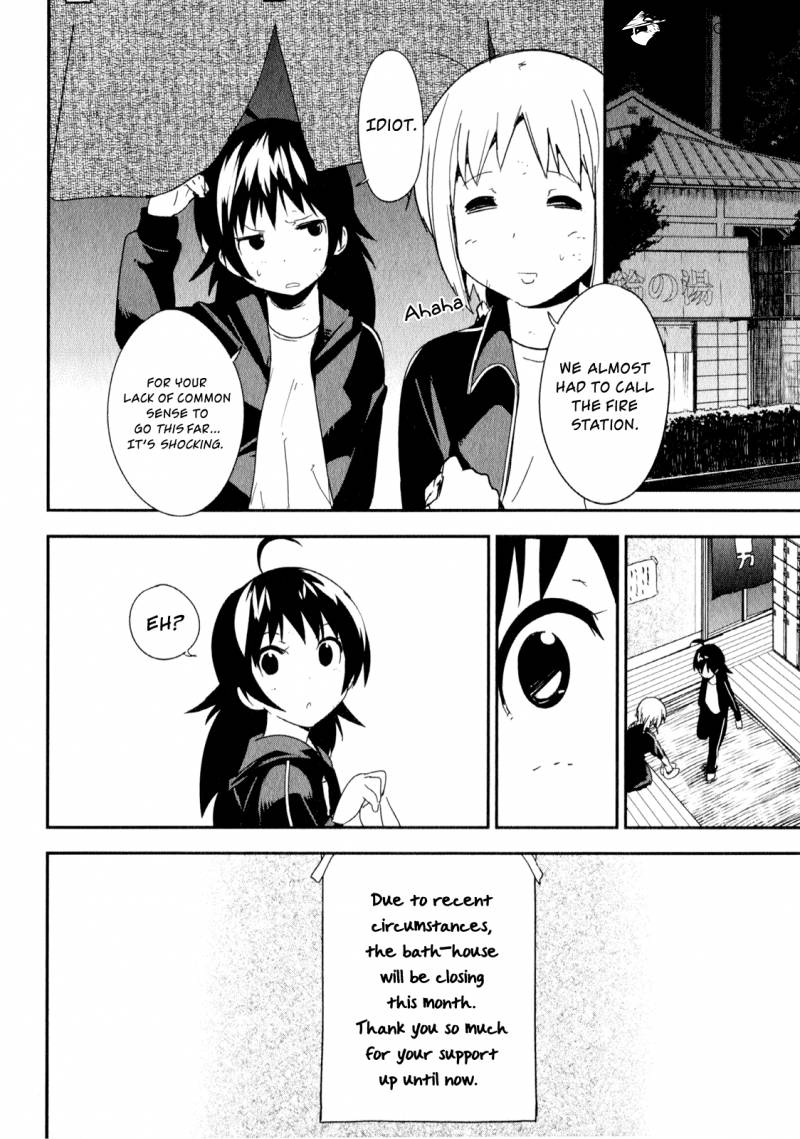 鈴の湯
WE ALMOST
HAD TO CALL
THE FIRE
STATION.
IDIOT.
Ahaha
FOR YOUR
LACK OF COMMON
SENSE TO
GO THIS FAR...
IT'S SHOCKING.
EH?
Due to recent
circumstances,
the bath-house
will be closing
this month.
Thank you so much
for your support
up until now.